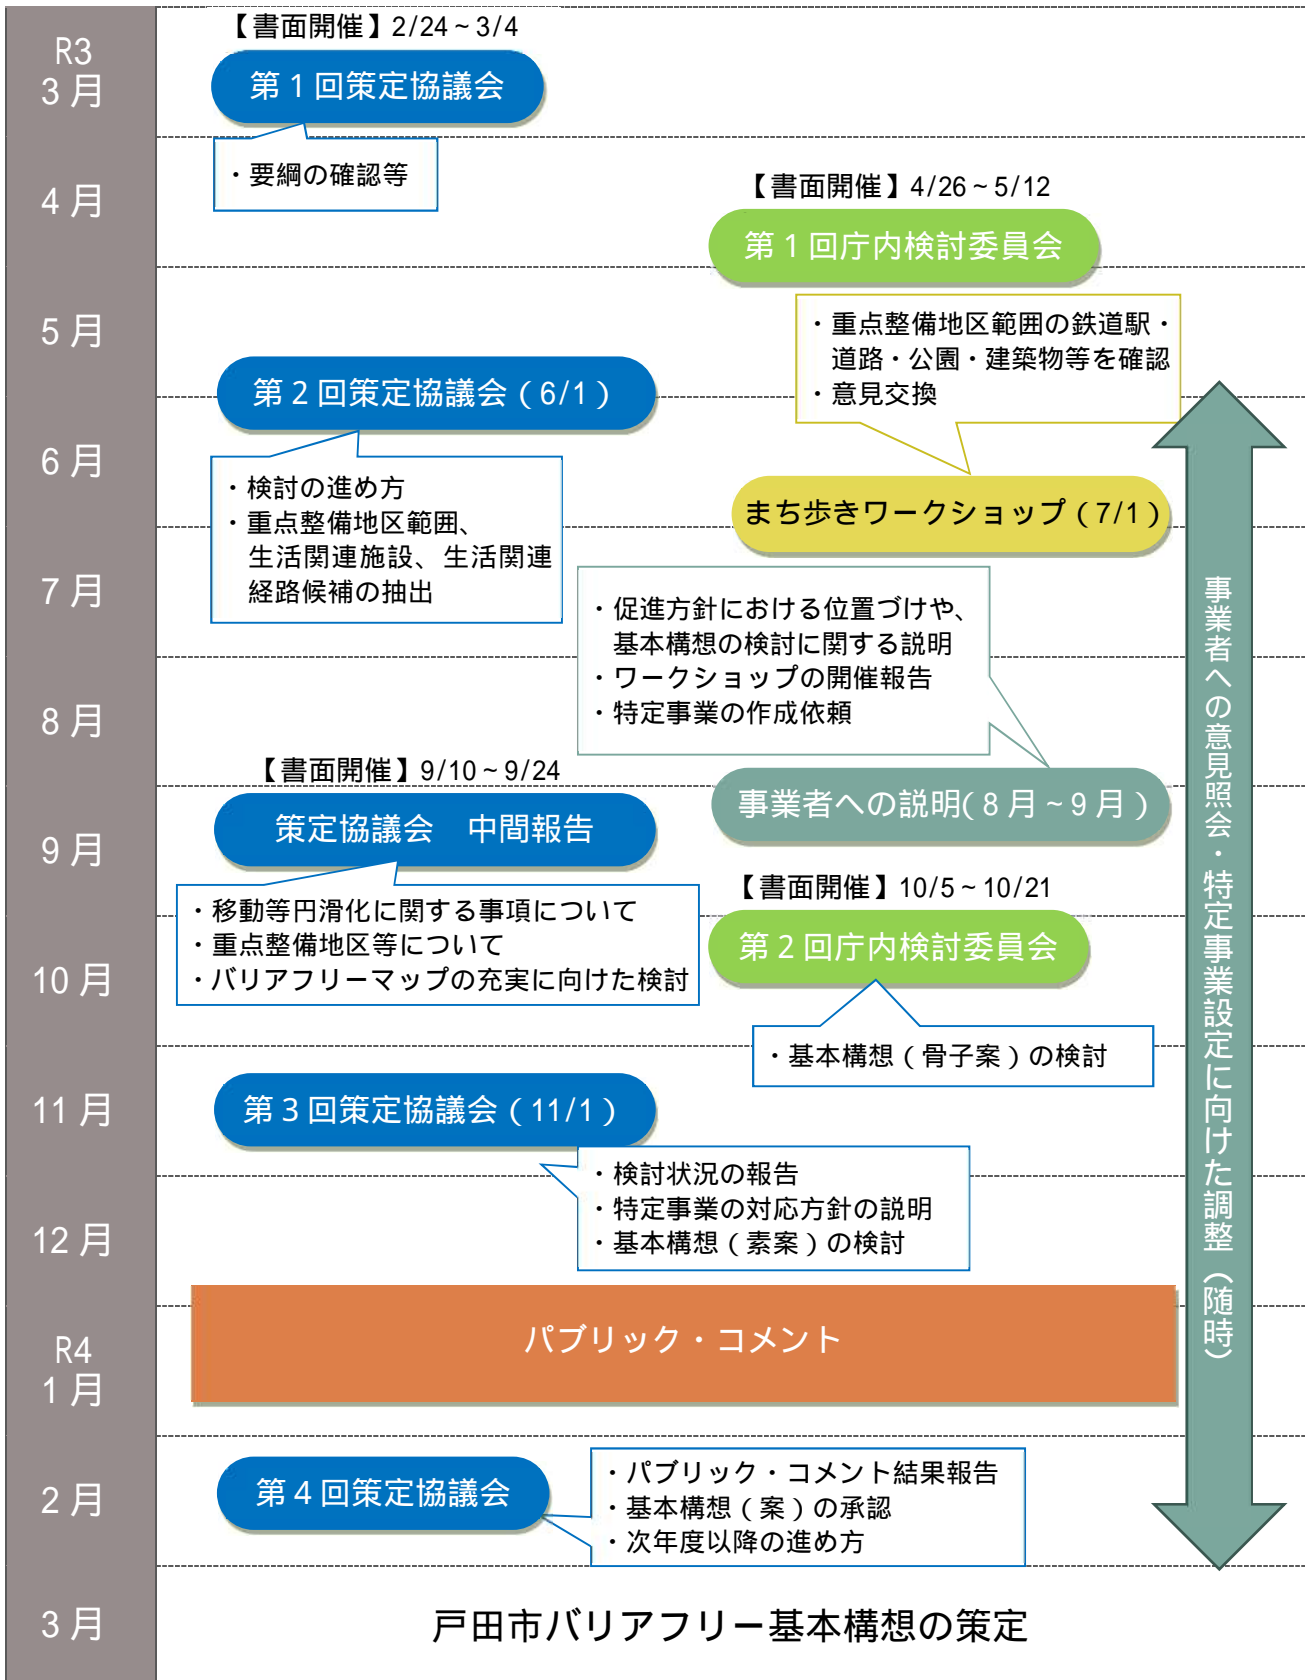 R3
3月
【書面開催】2/24～3/4
第1回策定協議会
・要綱の確認等
4月
【書面開催】4/26～5/12
第1回庁内検討委員会
5月
・重点整備地区範囲の鉄道駅・
道路・公園・建築物等を確認
・意見交換
第2回策定協議会（6/1）
6月
・検討の進め方
・重点整備地区範囲、
生活関連施設、生活関連
経路候補の抽出
まち歩きワークショップ（7/1）
7月
・促進方針における位置づけや、
基本構想の検討に関する説明
・ワークショップの開催報告
・特定事業の作成依頼
8月
【書面開催】9/10～9/24
策定協議会　中間報告
事業者への説明（8月～9月）
9月
・移動等円滑化に関する事項について
・重点整備地区等について
・バリアフリーマップの充実に向けた検討
【書面開催】10/5～10/21
第2回庁内検討委員会
10月
・基本構想（骨子案）の検討
11月
第3回策定協議会（11/1）
・検討状況の報告
・特定事業の対応方針の説明
・基本構想（素案）の検討
12月
パブリック・コメント
R4
1月
2月
第4回策定協議会
・パブリック・コメント結果報告
・基本構想（案）の承認
・次年度以降の進め方
事業者への意見照会・特定事業設定に向けた調整（随時）
3月
戸田市バリアフリー基本構想の策定